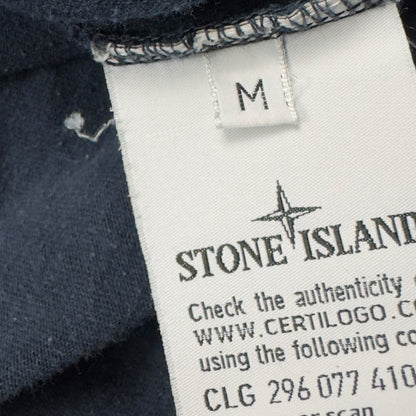 M
STONE ISLAND
Check the authenticity
WWW.CERTILOGO.CO
using the following co
CLG 296 077 410